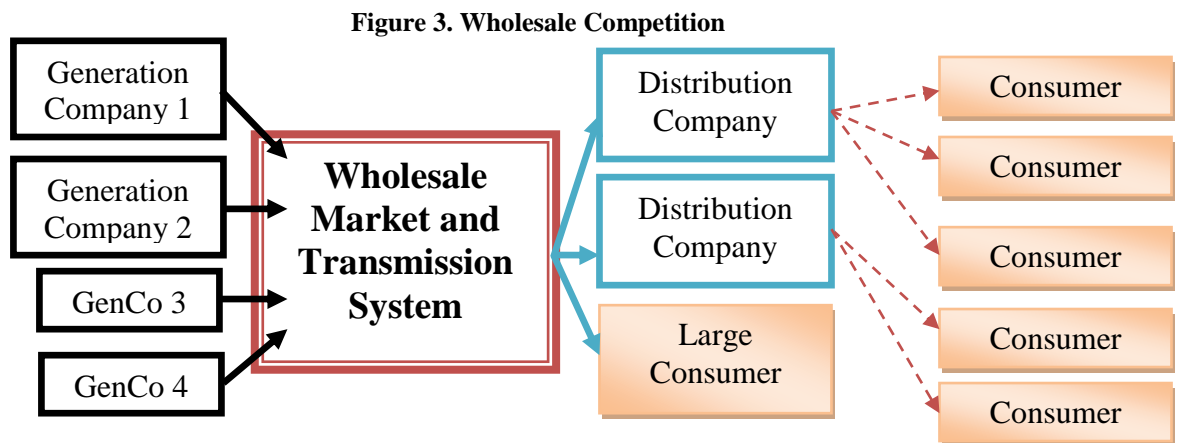 Figure 3. Wholesale Competition
Generation
Company 1
Generation
Company 2
GenCo 3
GenCo 4
Wholesale
Market and
Transmission
System
Distribution
Company
Distribution
Company
Large
Consumer
Consumer
Consumer
Consumer
Consumer
Consumer